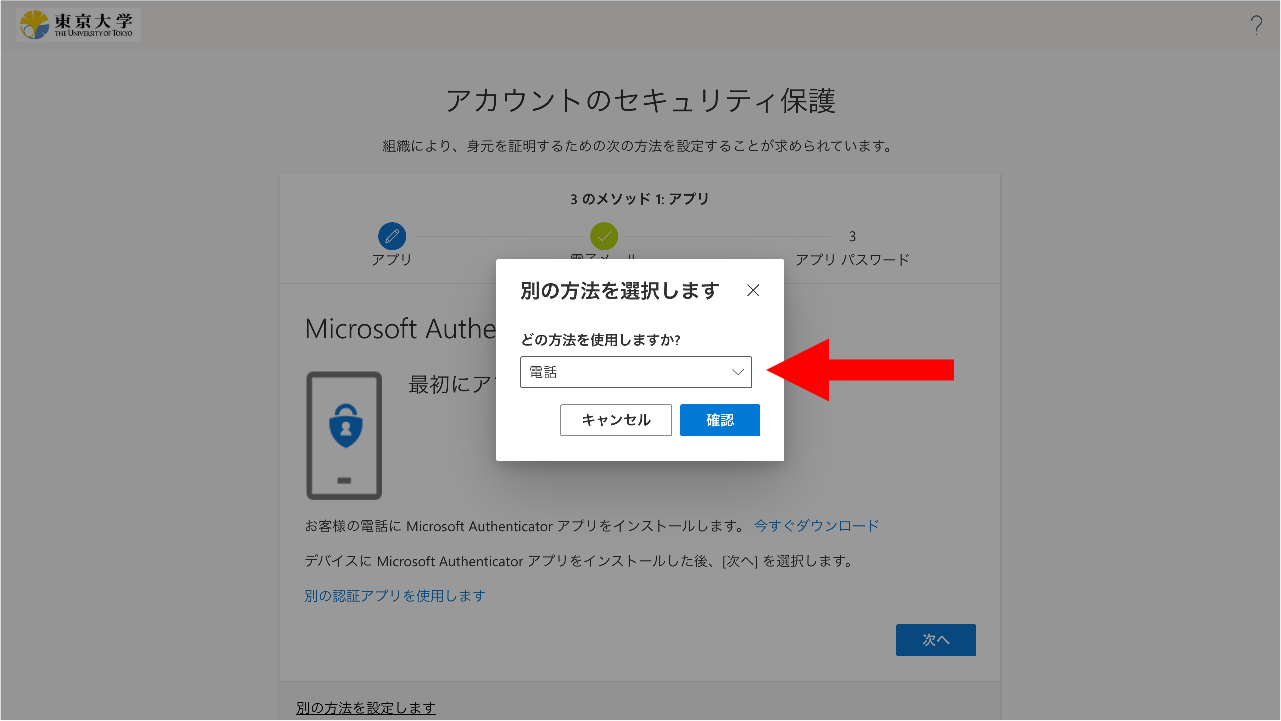 東京大学
THE UNIVERSITY OF TOKYO
?
アカウントのセキュリティ保護
組織により、身元を証明するための次の方法を設定することが求められています。
3 のメソッド 1: アプリ
3
アプリ
電子メール
アプリ パスワード
別の方法を選択します
どの方法を使用しますか?
電話
キャンセル
確認
Microsoft Authe
最初にア
お客様の電話に Microsoft Authenticator アプリをインストールします。 今すぐダウンロード
デバイスに Microsoft Authenticator アプリをインストールした後、[次へ] を選択します。
別の認証アプリを使用します
次へ
別の方法を設定します